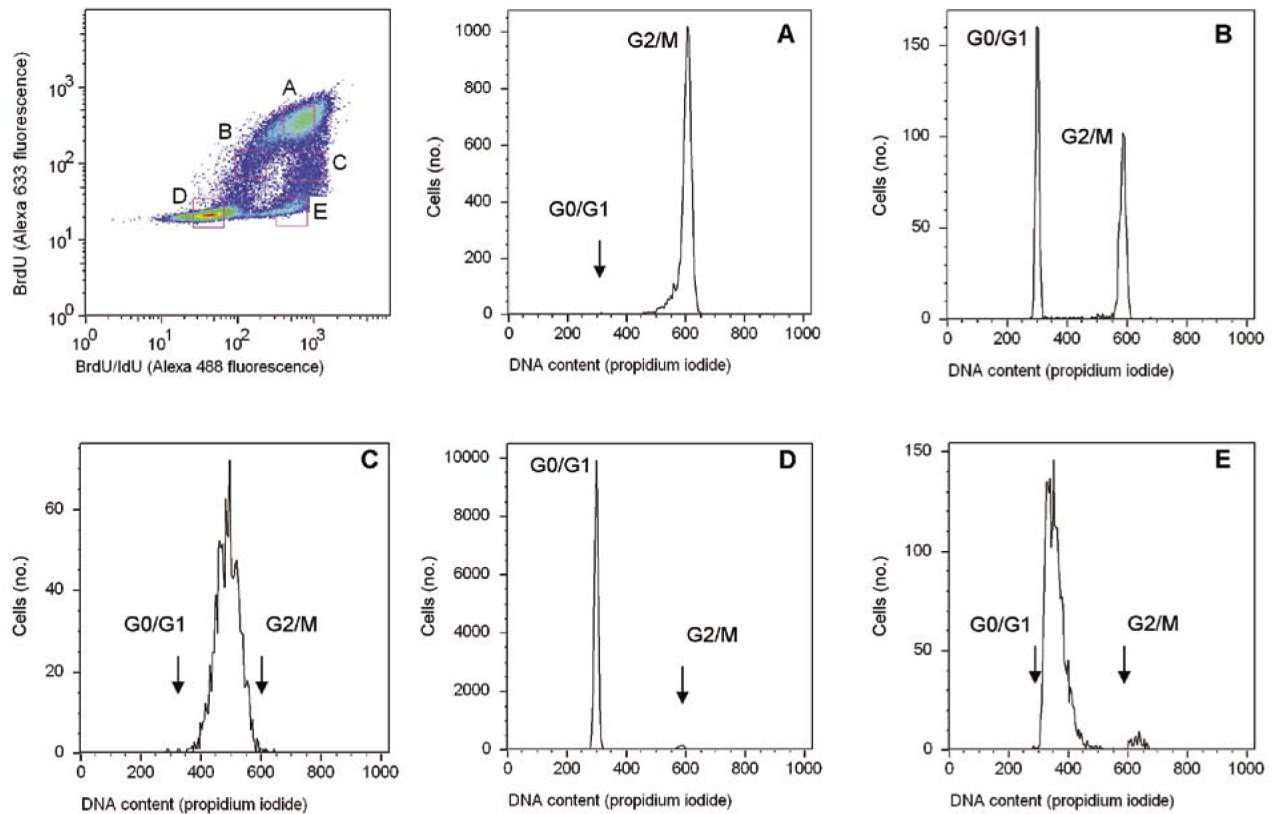 BrdU (Alexa 633 fluorescence)
10³
10²
10¹
10⁰
A
B
C
D
E
10⁰ 10¹ 10² 10³
BrdU/IdU (Alexa 488 fluorescence)
A
Cells (no.)
1000
800
600
400
200
0
G2/M
G0/G1
0 200 400 600 800 1000
DNA content (propidium iodide)
B
Cells (no.)
150
100
50
0
G0/G1
G2/M
0 200 400 600 800 1000
DNA content (propidium iodide)
C
Cells (no.)
60
40
20
0
G0/G1
G2/M
0 200 400 600 800 1000
DNA content (propidium iodide)
D
Cells (no.)
10000
8000
6000
4000
2000
0
G0/G1
G2/M
0 200 400 600 800 1000
DNA content (propidium iodide)
E
Cells (no.)
150
100
50
0
G0/G1
G2/M
0 200 400 600 800 1000
DNA content (propidium iodide)